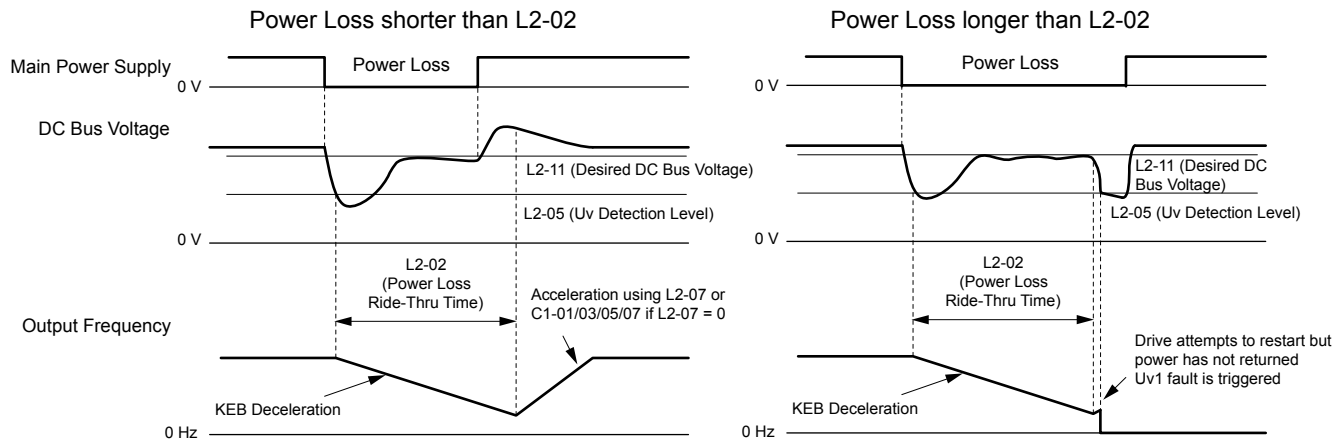 Power Loss shorter than L2-02
Main Power Supply
Power Loss
0 V
DC Bus Voltage
L2-11 (Desired DC Bus Voltage)
L2-05 (Uv Detection Level)
0 V
L2-02
(Power Loss
Ride-Thru Time)
Acceleration using L2-07 or
C1-01/03/05/07 if L2-07 = 0
Output Frequency
KEB Deceleration
0 Hz
Power Loss longer than L2-02
Power Loss
0 V
L2-11 (Desired DC
Bus Voltage)
L2-05 (Uv Detection Level)
0 V
L2-02
(Power Loss
Ride-Thru Time)
Drive attempts to restart but
power has not returned
Uv1 fault is triggered
KEB Deceleration
0 Hz